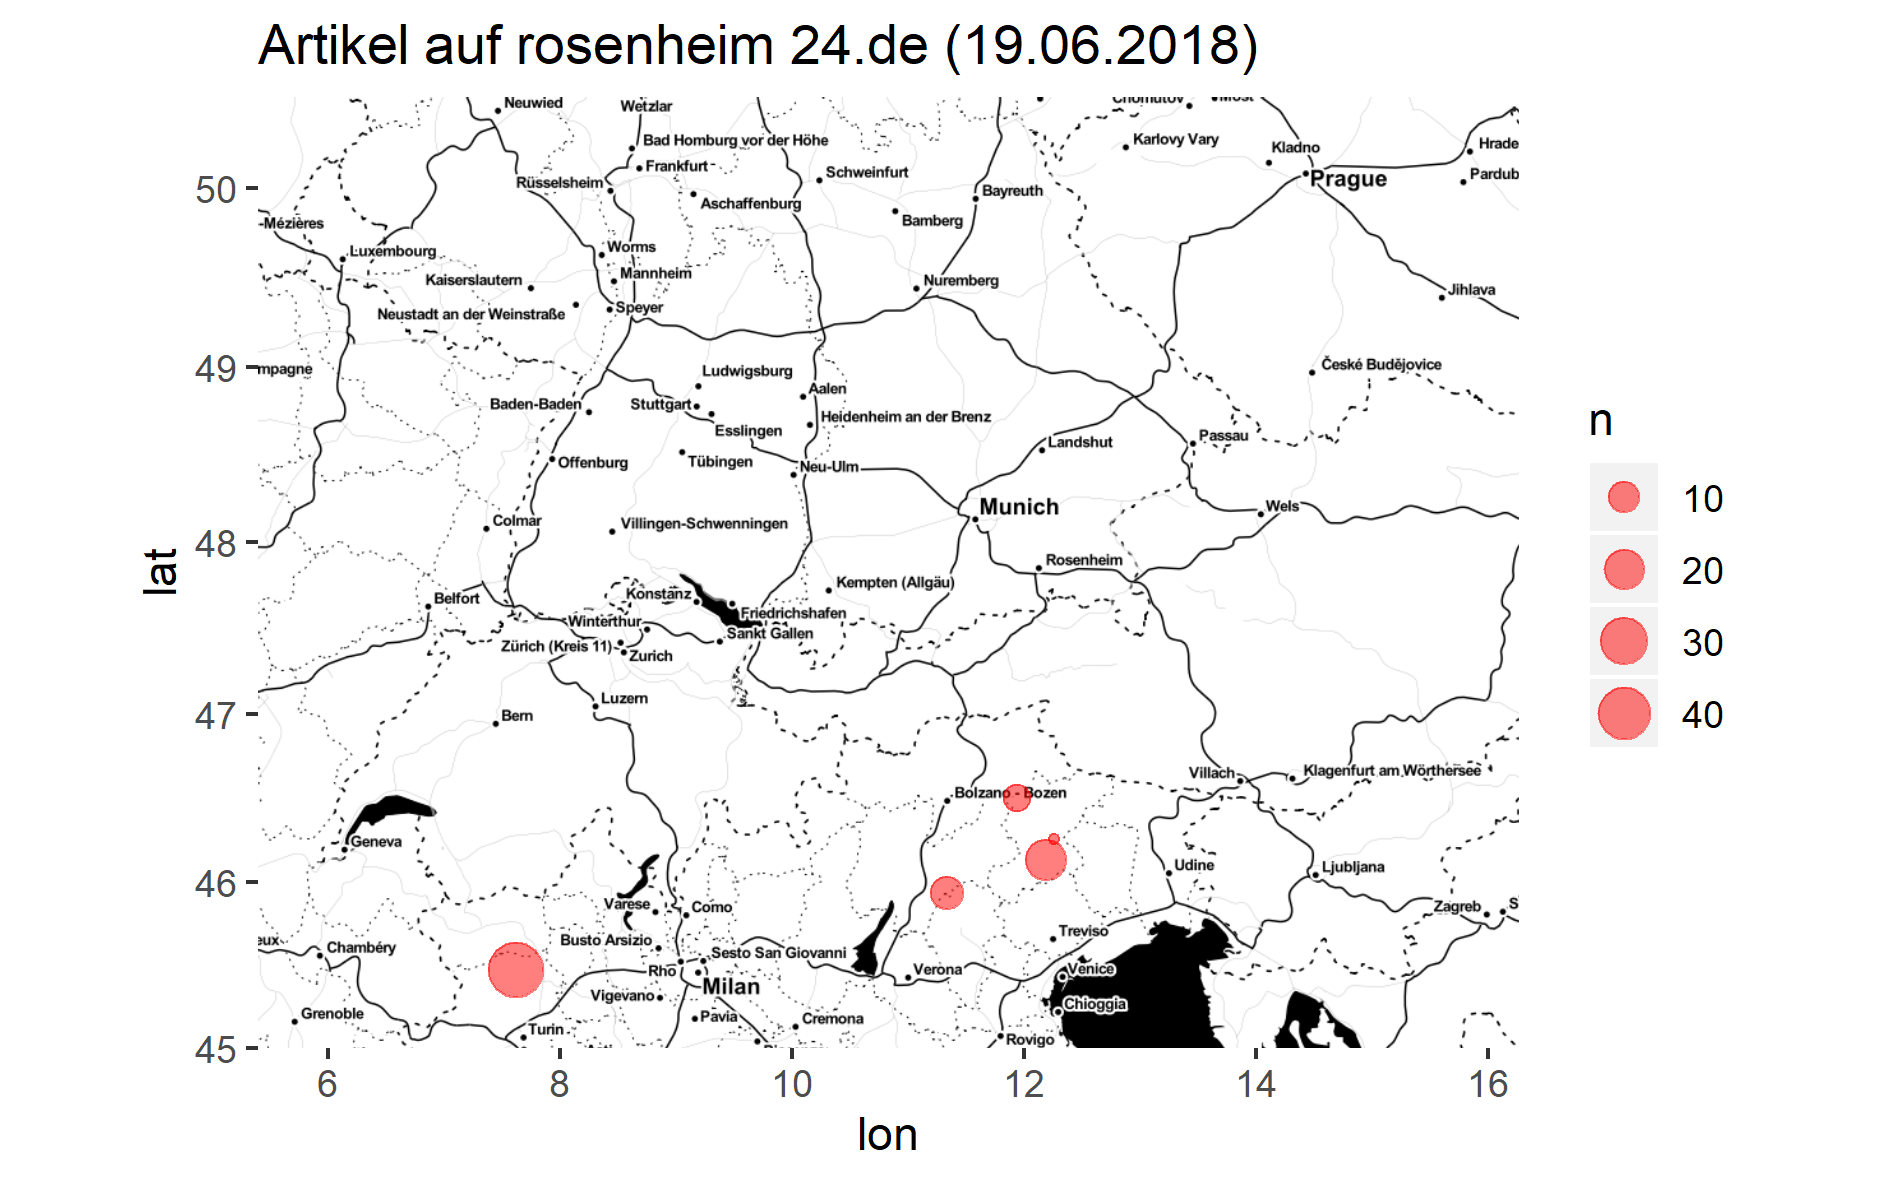 Artikel auf rosenheim 24.de (19.06.2018)
Neuwied
Wetzlar
Chomutov
Most
Bad Homburg vor der Höhe
Karlovy Vary
Kladno
Hrade
Frankfurt
Schweinfurt
Prague
Pardub
Rüsselsheim
Bayreuth
50
Aschaffenburg
Bamberg
-Mézières
Luxembourg
Worms
Mannheim
Kaiserslautern
Nuremberg
Jihlava
Neustadt an der Weinstraße
Speyer
49
mpagne
Ludwigsburg
České Budějovice
Aalen
Baden-Baden
Stuttgart
Heidenheim an der Brenz
Esslingen
Landshut
Passau
Offenburg
Tübingen
Neu-Ulm
Munich
Wels
Colmar
Villingen-Schwenningen
48
Rosenheim
Kempten (Allgäu)
Konstanz
Belfort
Friedrichshafen
Winterthur
Sankt Gallen
Zürich (Kreis 11)
Zurich
Luzern
47
Bern
Villach
Klagenfurt am Wörthersee
Bolzano - Bozen
Geneva
Udine
Ljubljana
46
Varese
Como
Zagreb
S
Treviso
eux
Chambéry
Busto Arsizio
Sesto San Giovanni
Rho
Verona
Venice
Milan
Vigevano
Chioggia
Grenoble
Pavia
Cremona
Turin
Rovigo
45
6 8 10 12 14 16
lon
lat
n
10
20
30
40